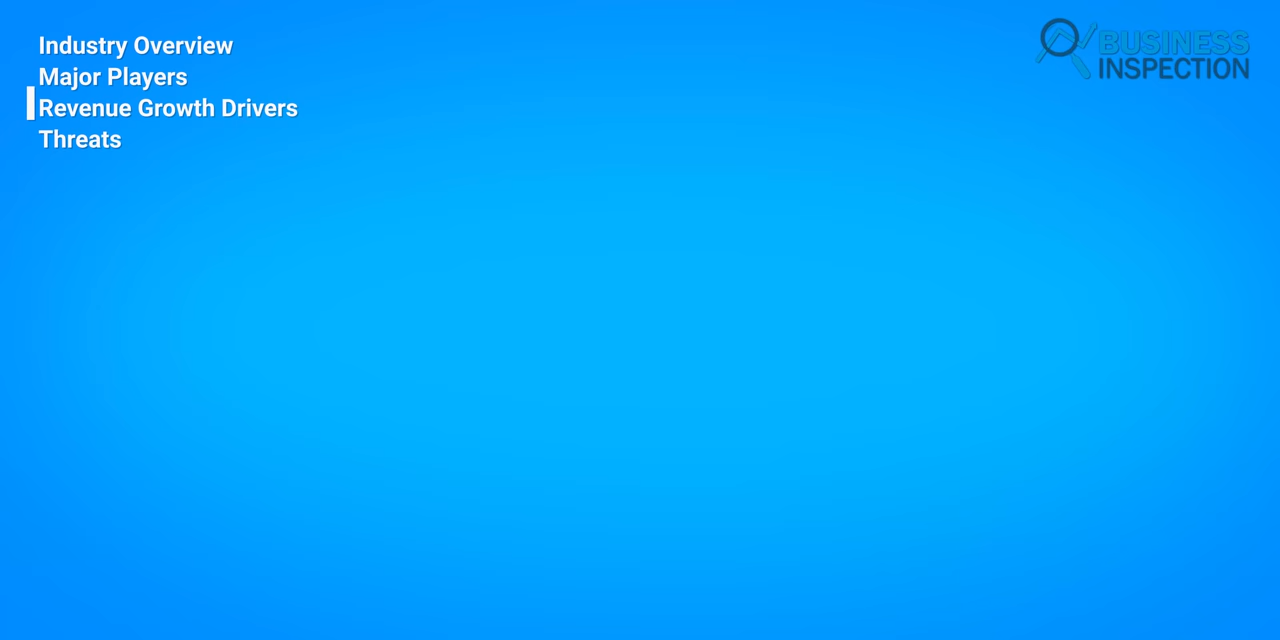 Industry Overview
Major Players
Revenue Growth Drivers
Threats
BUSINESS
INSPECTION